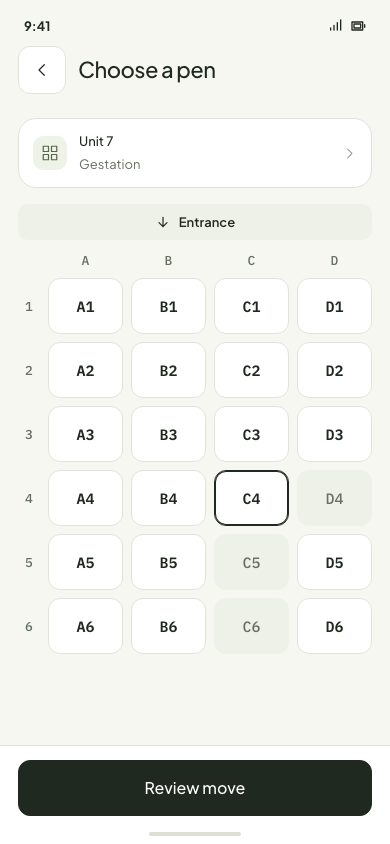 9:41
Choose a pen
Unit 7
Gestation
Entrance
A B C D
1 A1 B1 C1 D1
2 A2 B2 C2 D2
3 A3 B3 C3 D3
4 A4 B4 C4 D4
5 A5 B5 C5 D5
6 A6 B6 C6 D6
Review move